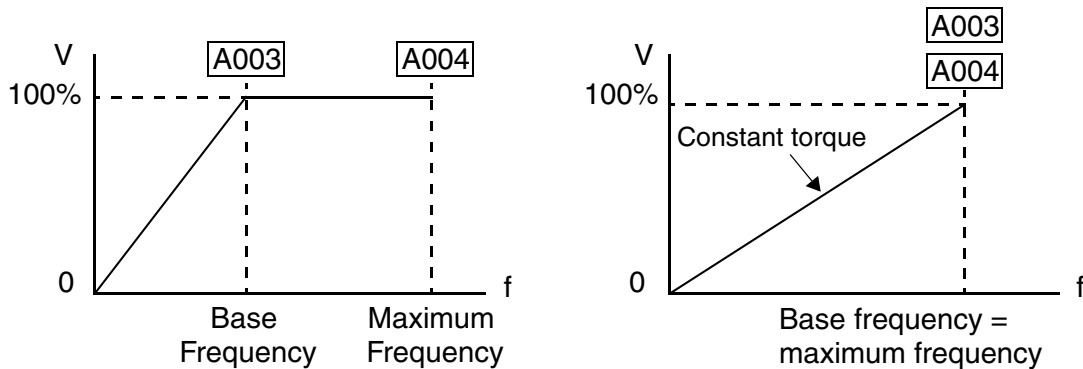 V
A003
A004
100%
0
f
Base
Frequency
Maximum
Frequency
A003
V
A004
100%
Constant torque
0
f
Base frequency =
maximum frequency